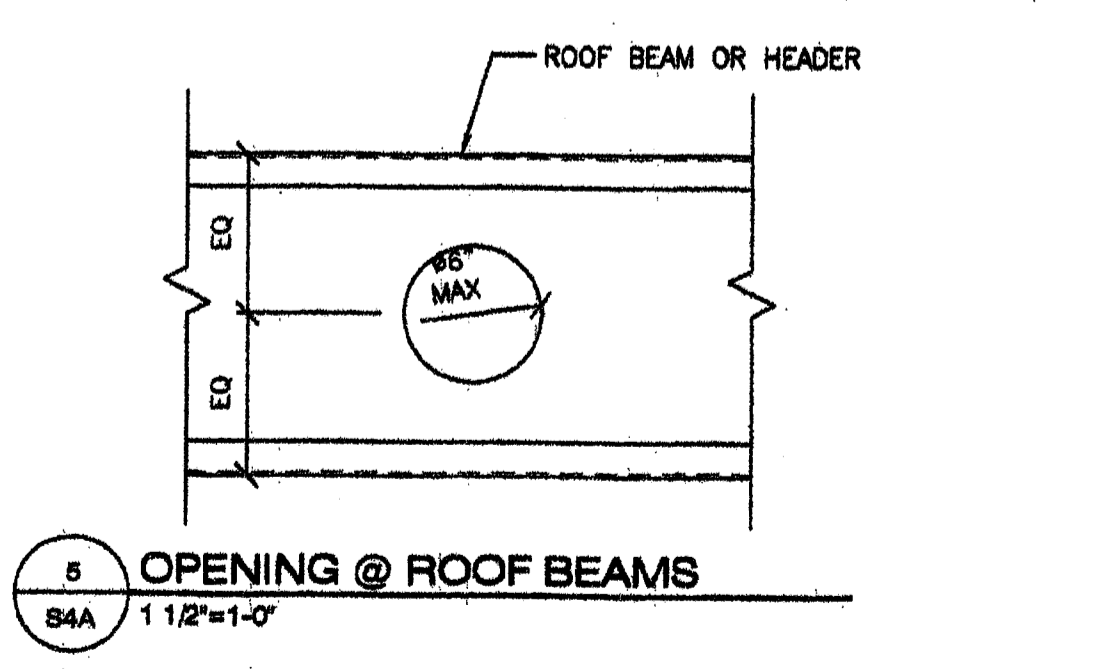 ROOF BEAM OR HEADER
EQ
ø6"
MAX
EQ
5
OPENING @ ROOF BEAMS
S4A
1 1/2"=1-0"